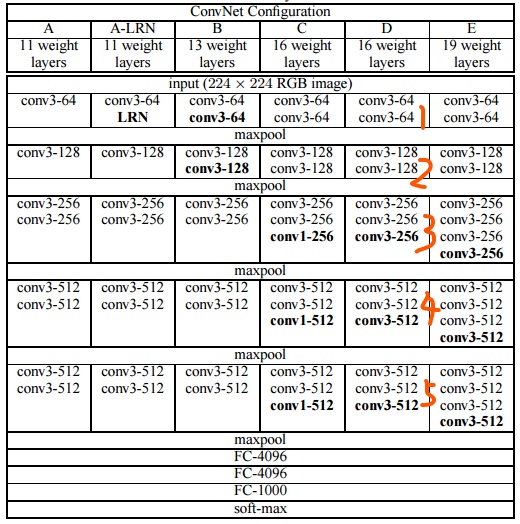 ConvNet Configuration
A A-LRN B C D E
11 weight layers 11 weight layers 13 weight layers 16 weight layers 16 weight layers 19 weight layers
input (224 × 224 RGB image)
conv3-64 conv3-64 conv3-64 conv3-64 conv3-64 conv3-64
LRN conv3-64 conv3-64 conv3-64 1 conv3-64
maxpool
conv3-128 conv3-128 conv3-128 conv3-128 conv3-128 conv3-128
conv3-128 conv3-128 conv3-128 2 conv3-128
maxpool
conv3-256 conv3-256 conv3-256 conv3-256 conv3-256 conv3-256
conv3-256 conv3-256 conv3-256 conv3-256 conv3-256 conv3-256
conv1-256 conv3-256 3 conv3-256
conv3-256
maxpool
conv3-512 conv3-512 conv3-512 conv3-512 conv3-512 conv3-512
conv3-512 conv3-512 conv3-512 conv3-512 conv3-512 4 conv3-512
conv1-512 conv3-512 conv3-512
conv3-512
maxpool
conv3-512 conv3-512 conv3-512 conv3-512 conv3-512 conv3-512
conv3-512 conv3-512 conv3-512 conv3-512 conv3-512 5 conv3-512
conv1-512 conv3-512 conv3-512
conv3-512
maxpool
FC-4096
FC-4096
FC-1000
soft-max